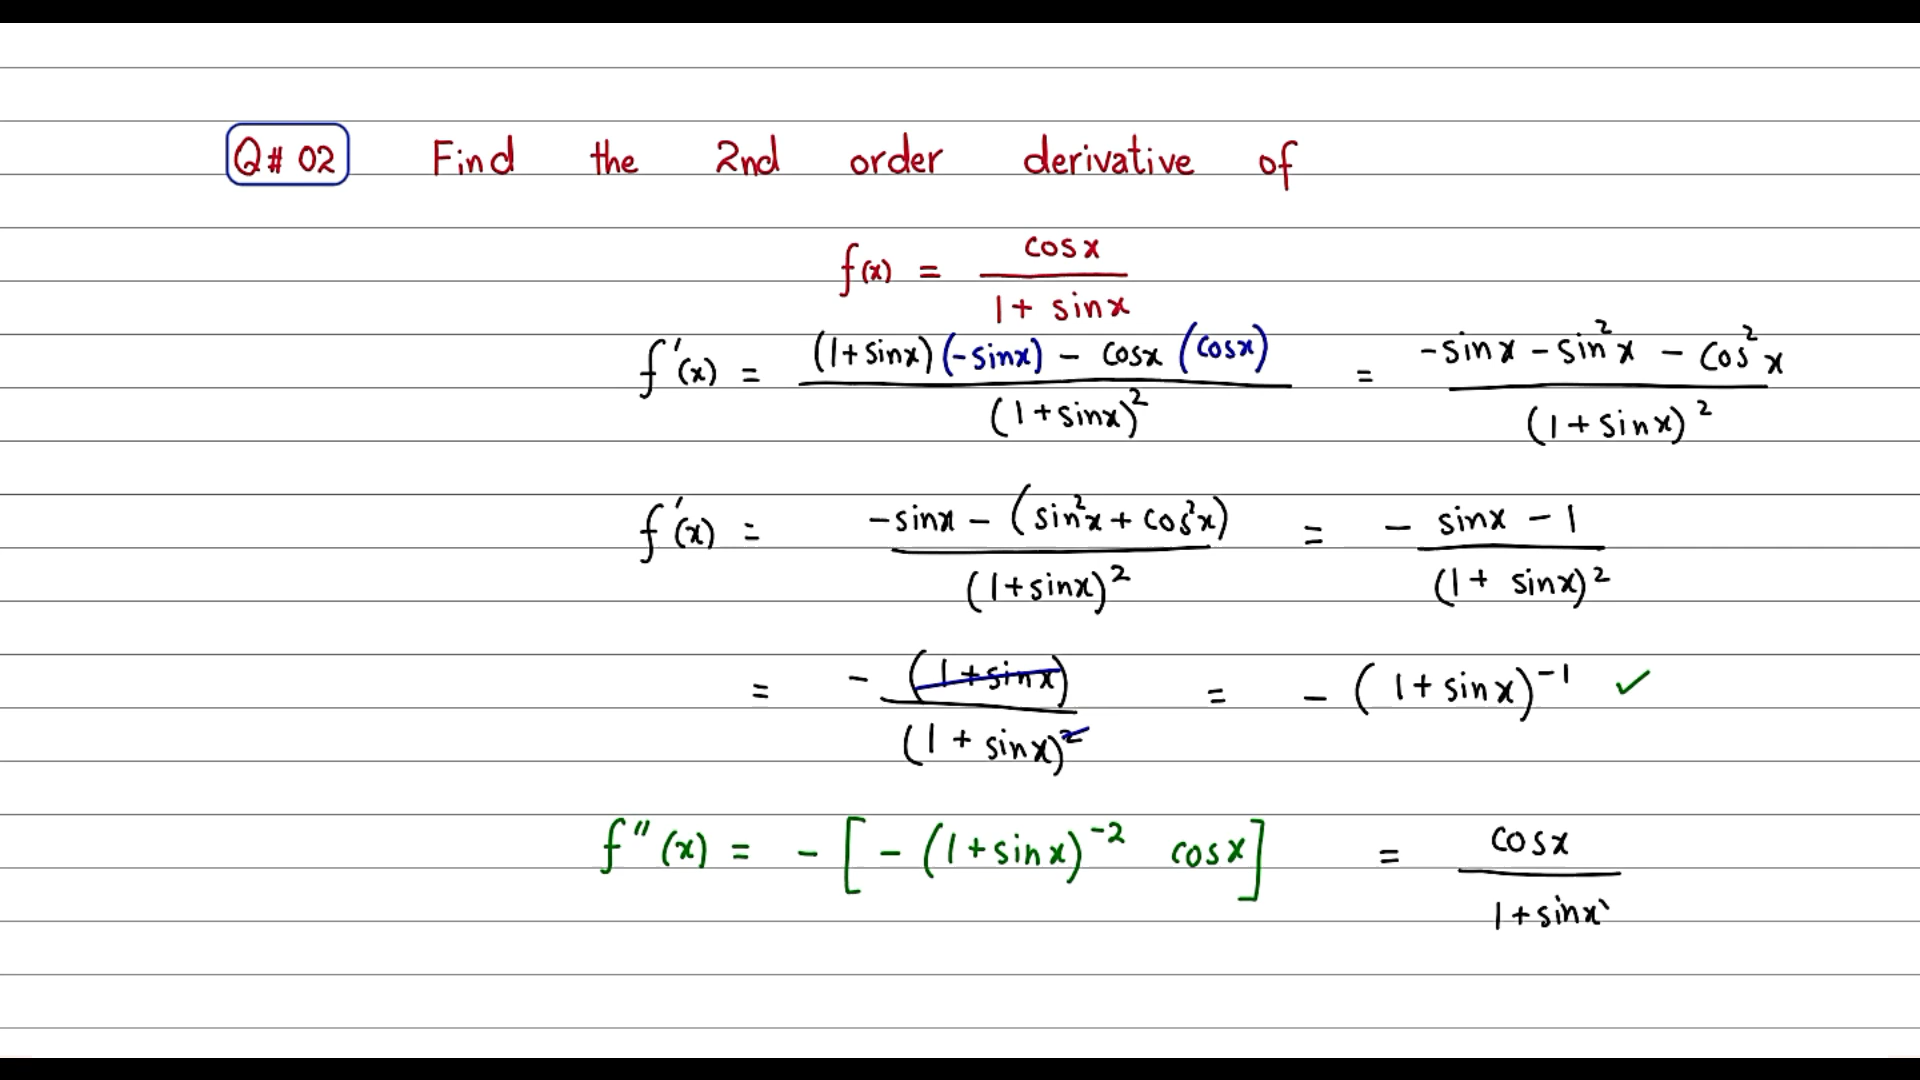 Q# 02 Find the 2nd order derivative of
f(x) = cosx / 1 + sinx
f'(x) = (1+sinx)(-sinx) - cosx (cosx) / (1+sinx)² = -sinx - sin²x - cos²x / (1+sinx)²
f'(x) = -sinx - (sin²x + cos²x) / (1+sinx)² = - sinx - 1 / (1+ sinx)²
= - (1+sinx) / (1 + sinx)² = - (1+sinx)⁻¹ ✓
f"(x) = - [ - (1+sinx)⁻² cosx ] = cosx / 1+sinx